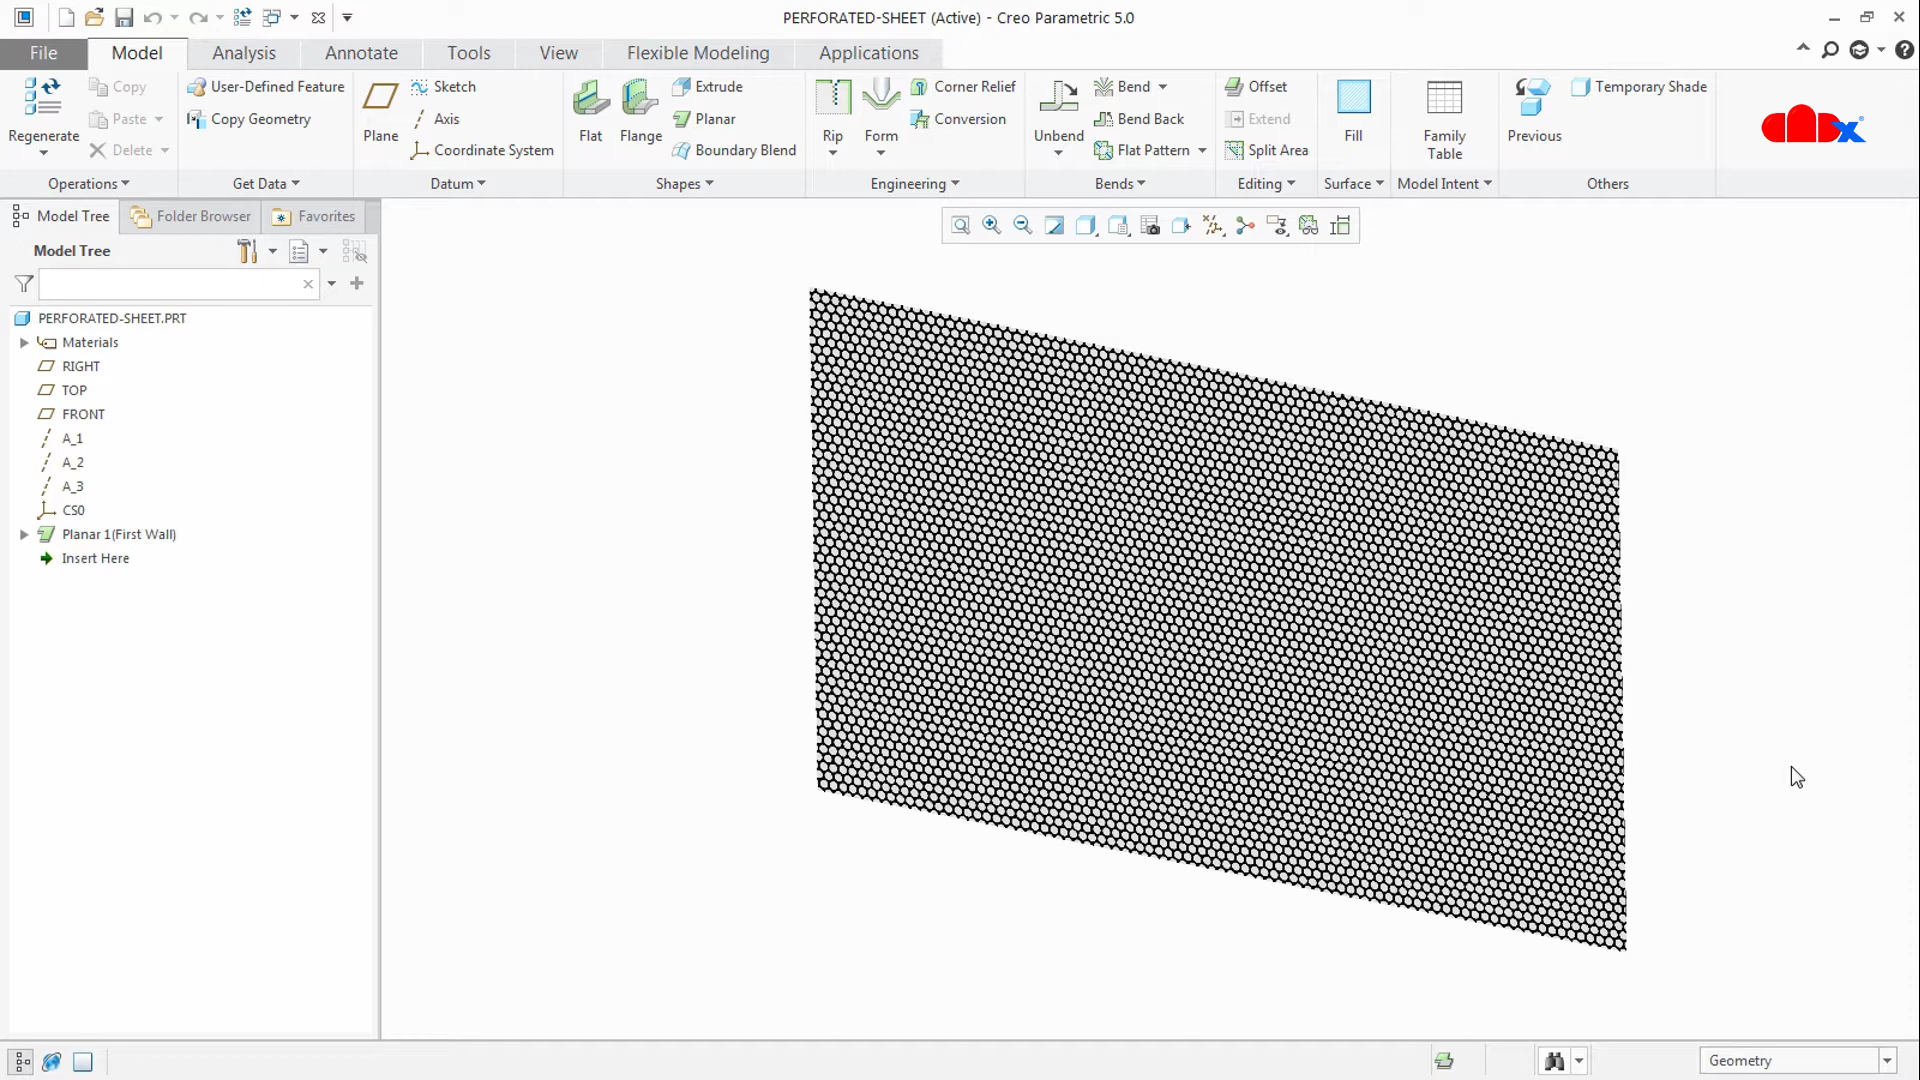 PERFORATED-SHEET (Active) - Creo Parametric 5.0
File Model Analysis Annotate Tools View Flexible Modeling Applications
Regenerate
Copy
Paste
Delete
Operations
User-Defined Feature
Copy Geometry
Get Data
Plane
Sketch
Axis
Coordinate System
Datum
Flat
Flange
Extrude
Planar
Boundary Blend
Shapes
Rip
Form
Corner Relief
Conversion
Engineering
Unbend
Bend
Bend Back
Flat Pattern
Bends
Offset
Extend
Split Area
Editing
Fill
Surface
Family
Table
Model Intent
Previous
Temporary Shade
Others
Model Tree Folder Browser Favorites
Model Tree
PERFORATED-SHEET.PRT
Materials
RIGHT
TOP
FRONT
A_1
A_2
A_3
CS0
Planar 1(First Wall)
Insert Here
Geometry